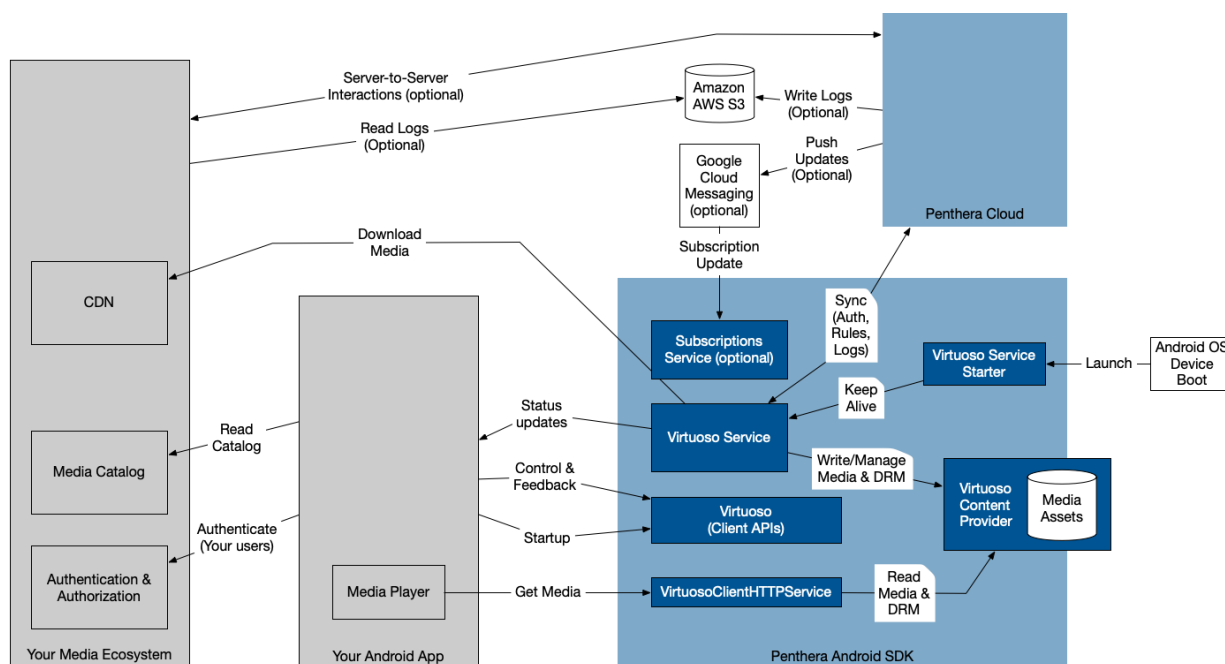 Server-to-Server
Interactions (optional)
Read Logs
(Optional)
Amazon
AWS S3
Write Logs
(Optional)
Push
Updates
(Optional)
Google
Cloud
Messaging
(optional)
Penthera Cloud
Download
Media
Subscription
Update
CDN
Subscriptions
Service (optional)
Sync
(Auth,
Rules,
Logs)
Virtuoso Service
Starter
Launch
Android OS
Device
Boot
Keep
Alive
Status
updates
Virtuoso Service
Read
Catalog
Media Catalog
Control &
Feedback
Write/Manage
Media & DRM
Virtuoso
Content
Provider
Media
Assets
Virtuoso
(Client APIs)
Startup
Authenticate
(Your users)
Authentication &
Authorization
Media Player
Get Media
VirtuosoClientHTTPService
Read
Media &
DRM
Your Media Ecosystem
Your Android App
Penthera Android SDK